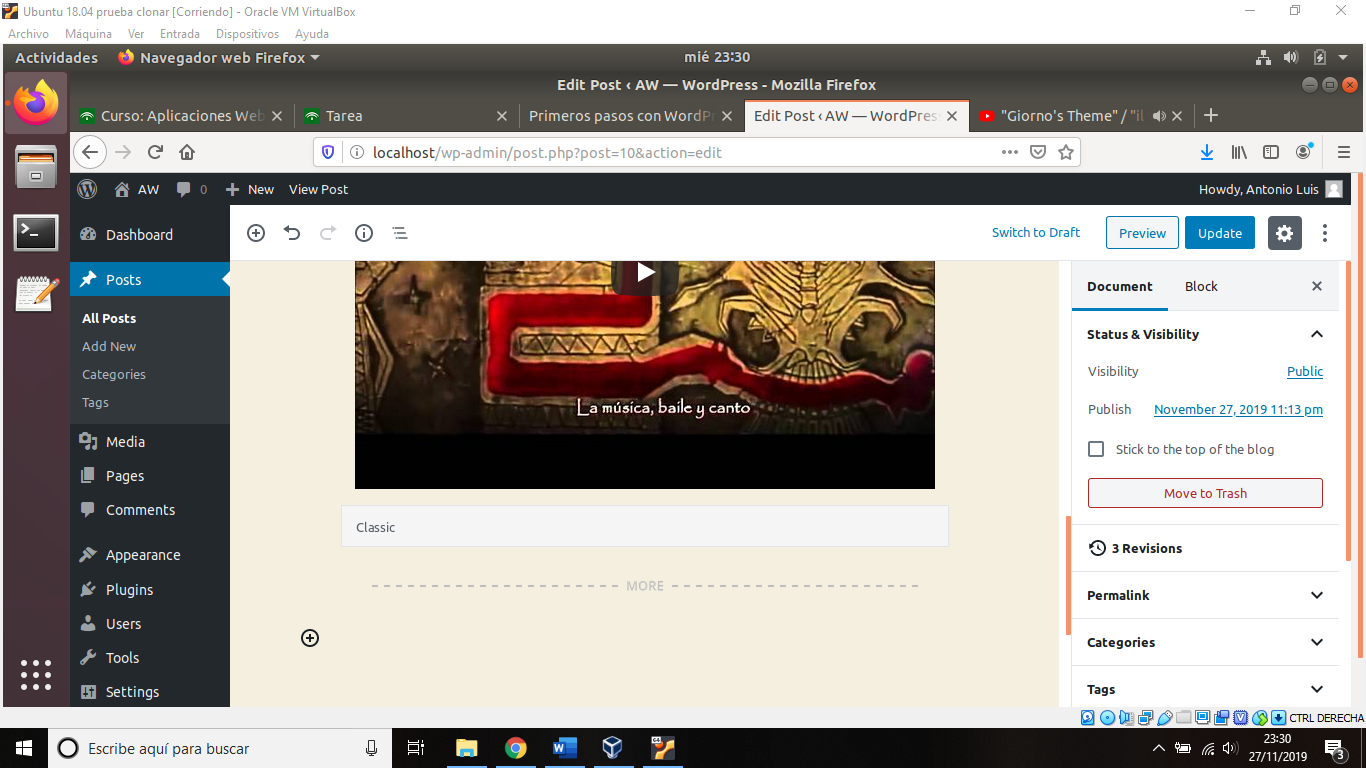 Ubuntu 18.04 prueba clonar [Corriendo] - Oracle VM VirtualBox
Archivo Máquina Ver Entrada Dispositivos Ayuda
Actividades Navegador web Firefox mié 23:30
Edit Post ‹ AW — WordPress - Mozilla Firefox
Curso: Aplicaciones Web Tarea Primeros pasos con WordPr Edit Post ‹ AW — WordPress "Giorno's Theme" / "il
localhost/wp-admin/post.php?post=10&action=edit
AW 0 New View Post Howdy, Antonio Luis
Dashboard
Posts
All Posts
Add New
Categories
Tags
Media
Pages
Comments
Appearance
Plugins
Users
Tools
Settings
Switch to Draft Preview Update
La música, baile y canto
Classic
MORE
Document Block
Status & Visibility
Visibility Public
Publish November 27, 2019 11:13 pm
Stick to the top of the blog
Move to Trash
3 Revisions
Permalink
Categories
Tags
CTRL DERECHA
Escribe aquí para buscar
23:30
27/11/2019
3